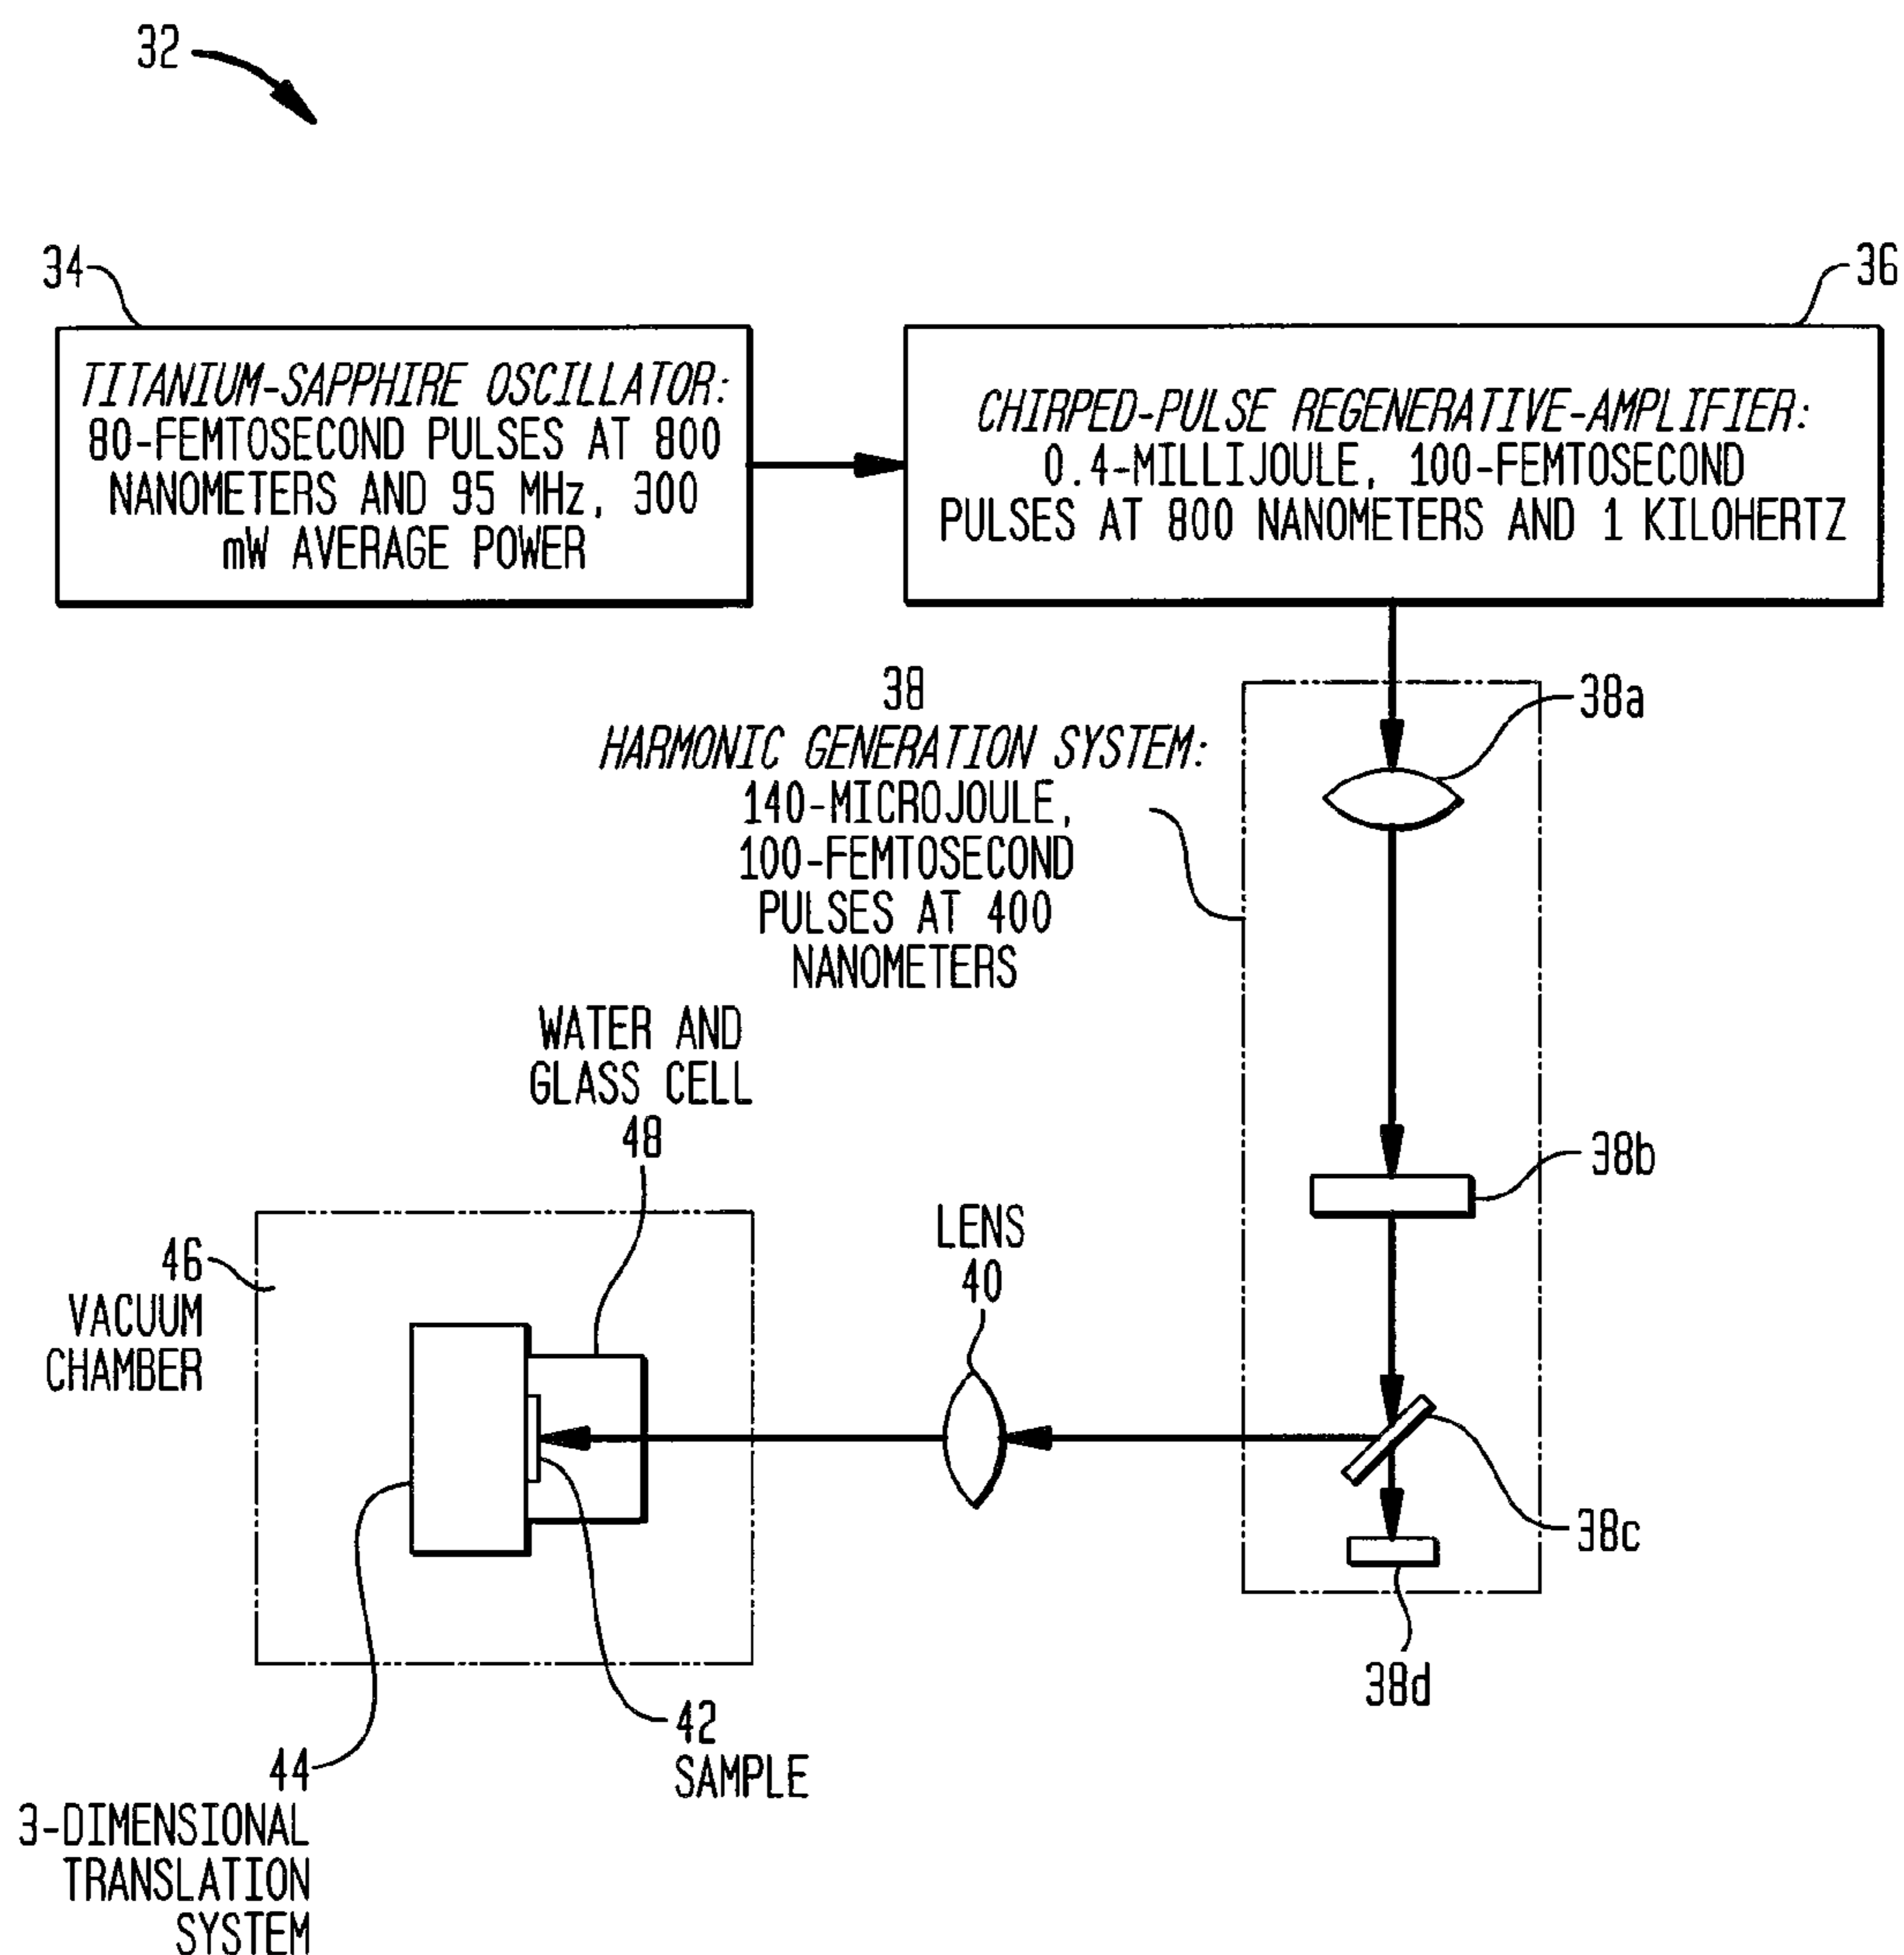 32
34
TITANIUM-SAPPHIRE OSCILLATOR:
80-FEMTOSECOND PULSES AT 800
NANOMETERS AND 95 MHz, 300
mW AVERAGE POWER
36
CHIRPED-PULSE REGENERATIVE-AMPLIFIER:
0.4-MILLIJOULE, 100-FEMTOSECOND
PULSES AT 800 NANOMETERS AND 1 KILOHERTZ
38
HARMONIC GENERATION SYSTEM:
140-MICROJOULE,
100-FEMTOSECOND
PULSES AT 400
NANOMETERS
38a
38b
38c
38d
LENS
40
WATER AND
GLASS CELL
48
46
VACUUM
CHAMBER
42
SAMPLE
44
3-DIMENSIONAL
TRANSLATION
SYSTEM